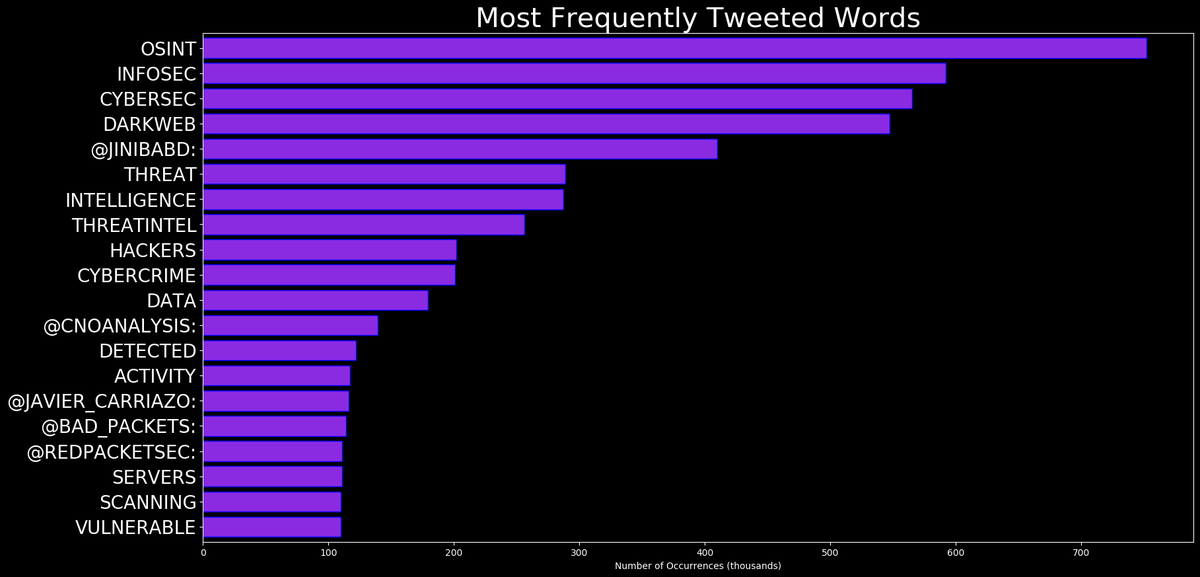 Most Frequently Tweeted Words
OSINT
INFOSEC
CYBERSEC
DARKWEB
@JINIBABD:
THREAT
INTELLIGENCE
THREATINTEL
HACKERS
CYBERCRIME
DATA
@CNOANALYSIS:
DETECTED
ACTIVITY
@JAVIER_CARRIAZO:
@BAD_PACKETS:
@REDPACKETSEC:
SERVERS
SCANNING
VULNERABLE
0 100 200 300 400 500 600 700
Number of Occurrences (thousands)